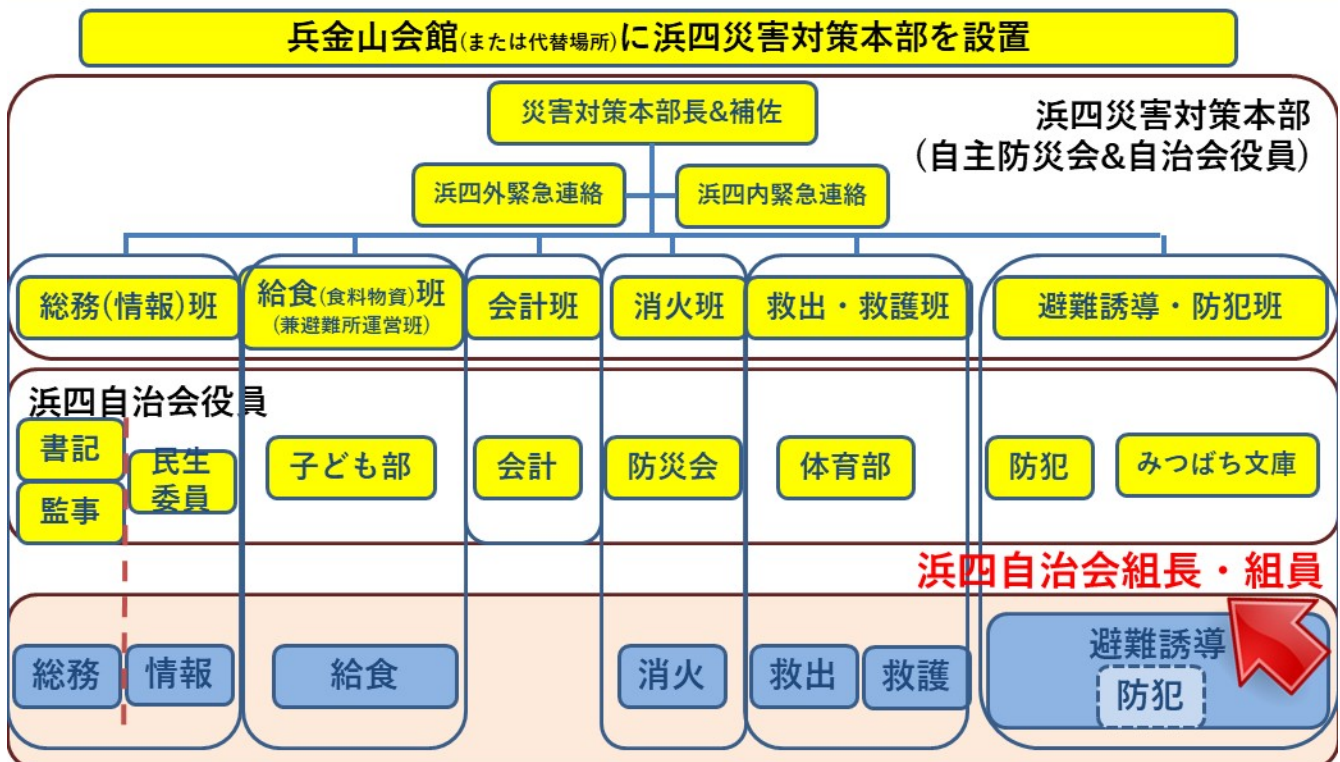 兵金山会館(または代替場所)に浜四災害対策本部を設置
災害対策本部長&補佐
浜四災害対策本部
(自主防災会&自治会役員)
浜四外緊急連絡
浜四内緊急連絡
総務(情報)班
給食(食料物資)班
(兼避難所運営班)
会計班
消火班
救出・救護班
避難誘導・防犯班
浜四自治会役員
書記
監事
民生
委員
子ども部
会計
防災会
体育部
防犯
みつばち文庫
浜四自治会組長・組員
総務
情報
給食
消火
救出
救護
避難誘導
防犯